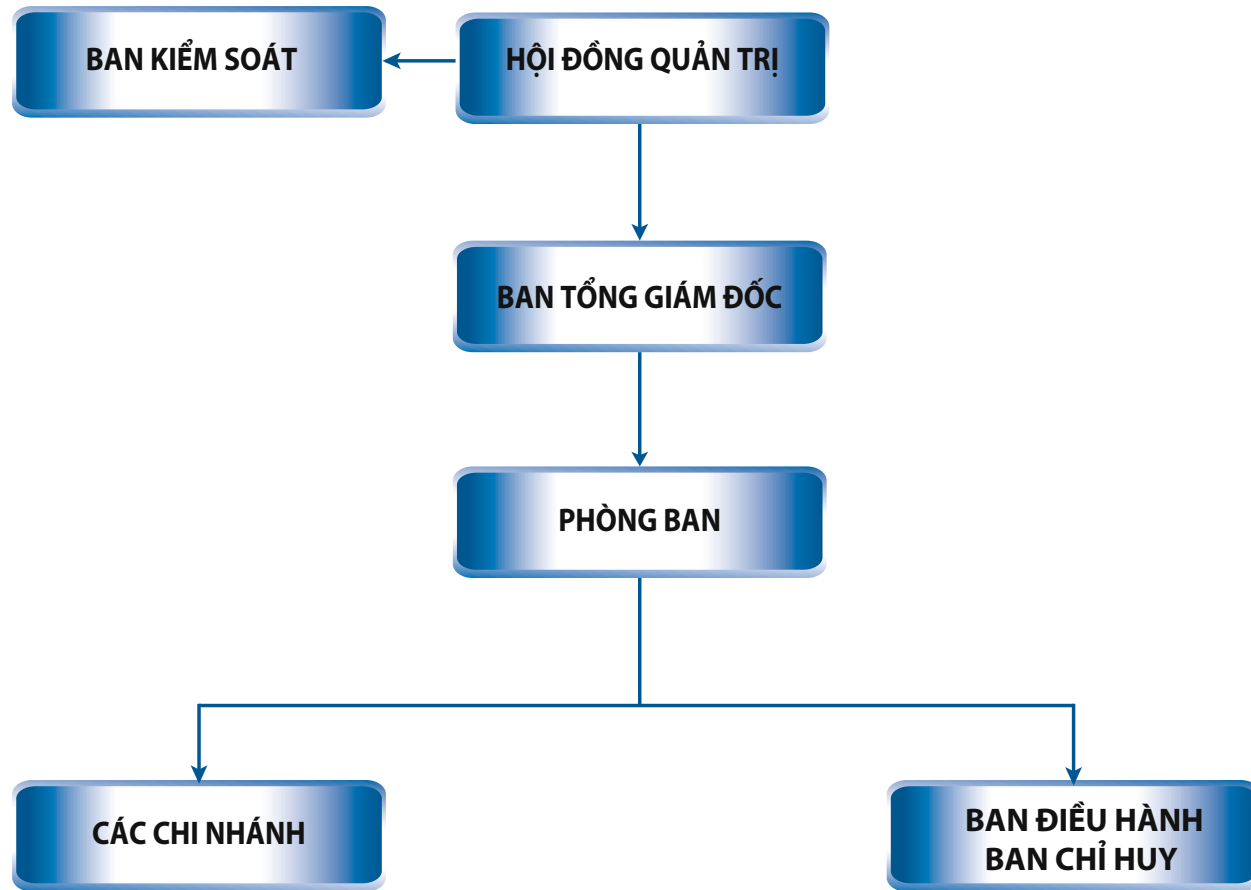 BAN KIỂM SOÁT
HỘI ĐỒNG QUẢN TRỊ
BAN TỔNG GIÁM ĐỐC
PHÒNG BAN
CÁC CHI NHÁNH
BAN ĐIỀU HÀNH
BAN CHỈ HUY